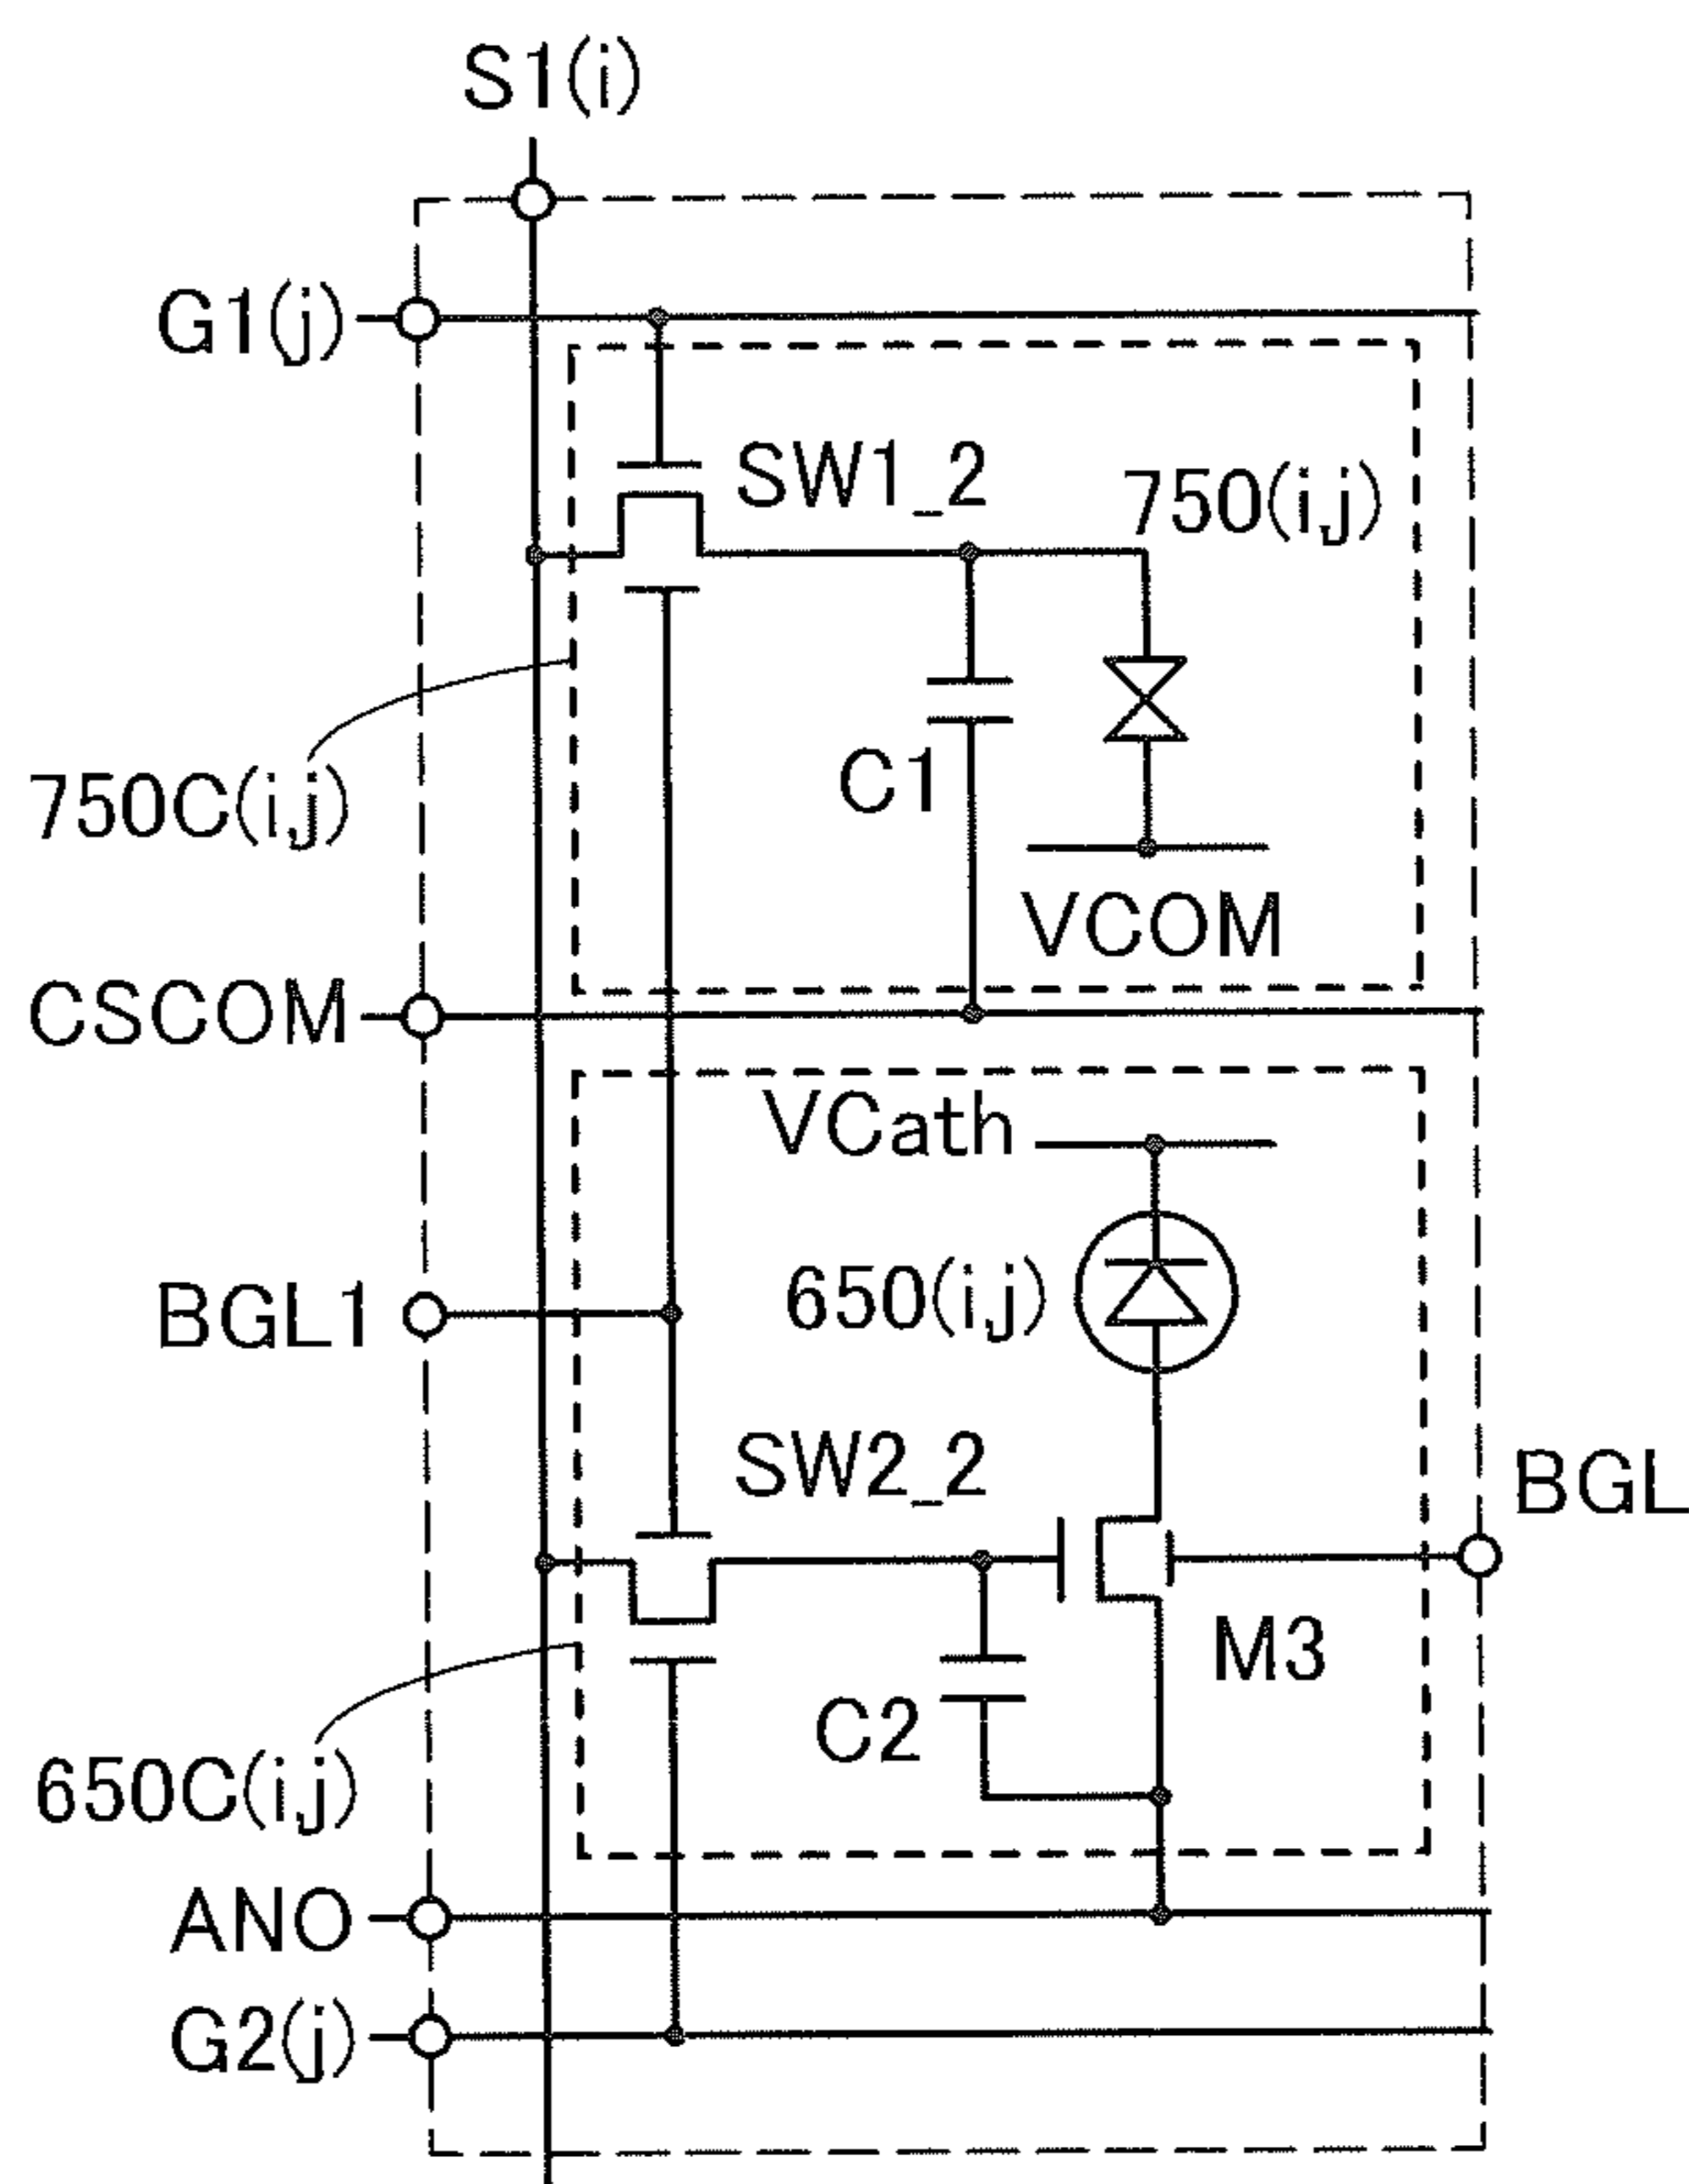 S1(i)
G1(j)
SW1_2
750(i,j)
C1
750C(i,j)
VCOM
CSCOM
VCath
650(i,j)
BGL1
SW2_2
BGL
M3
C2
650C(i,j)
ANO
G2(j)